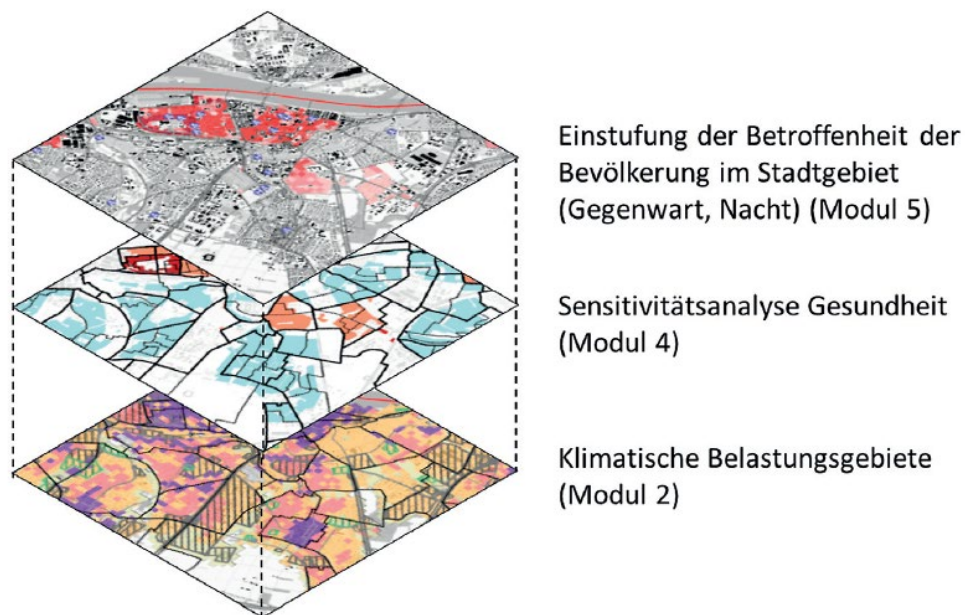 Einstufung der Betroffenheit der
Bevölkerung im Stadtgebiet
(Gegenwart, Nacht) (Modul 5)
Sensitivitätsanalyse Gesundheit
(Modul 4)
Klimatische Belastungsgebiete
(Modul 2)